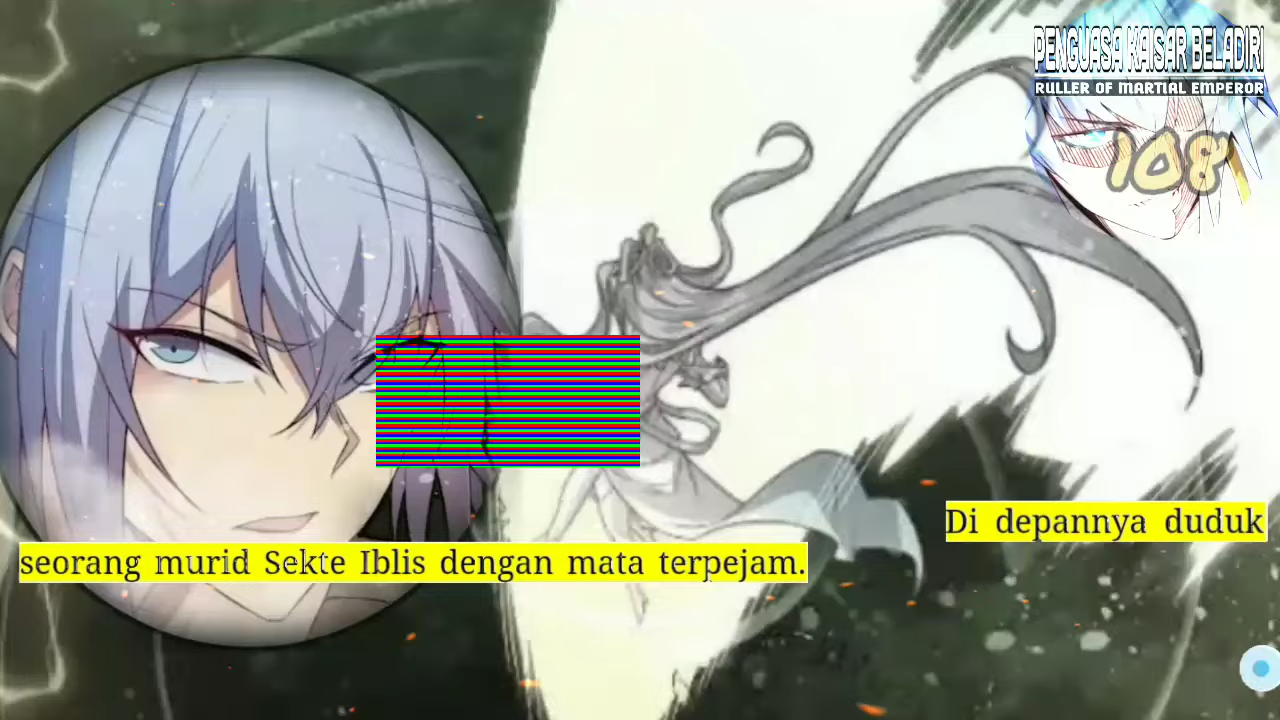 PENGUASA KAISAR BELADIRI
RULLER OF MARTIAL EMPEROR
108
Di depannya duduk
seorang murid Sekte Iblis dengan mata terpejam.